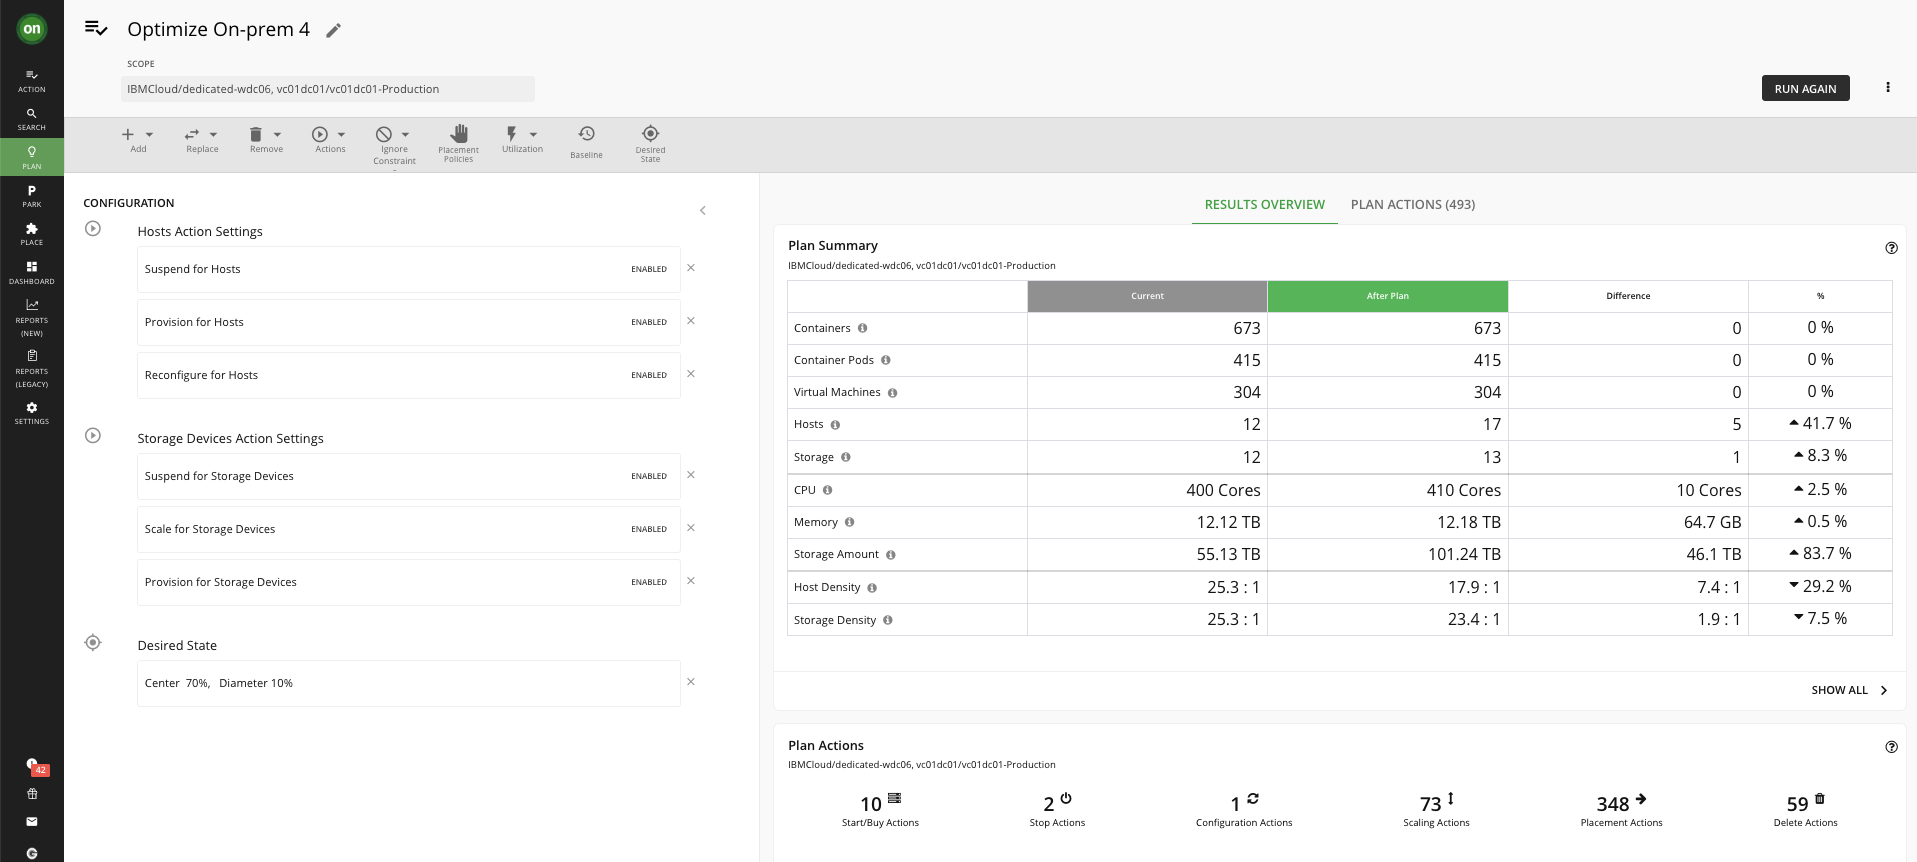 on
Optimize On-prem 4
SCOPE
IBMCloud/dedicated-wdc06, vc01dc01/vc01dc01-Production
RUN AGAIN
ACTION
SEARCH
PLAN
PARK
PLACE
DASHBOARD
REPORTS
(NEW)
REPORTS
(LEGACY)
SETTINGS
42
Add
Replace
Remove
Actions
Ignore
Constraint
Placement
Policies
Utilization
Baseline
Desired
State
CONFIGURATION
Hosts Action Settings
Suspend for Hosts ENABLED
Provision for Hosts ENABLED
Reconfigure for Hosts ENABLED
Storage Devices Action Settings
Suspend for Storage Devices ENABLED
Scale for Storage Devices ENABLED
Provision for Storage Devices ENABLED
Desired State
Center 70%, Diameter 10%
RESULTS OVERVIEW PLAN ACTIONS (493)
Plan Summary
IBMCloud/dedicated-wdc06, vc01dc01/vc01dc01-Production
Current After Plan Difference %
Containers 673 673 0 0 %
Container Pods 415 415 0 0 %
Virtual Machines 304 304 0 0 %
Hosts 12 17 5 41.7 %
Storage 12 13 1 8.3 %
CPU 400 Cores 410 Cores 10 Cores 2.5 %
Memory 12.12 TB 12.18 TB 64.7 GB 0.5 %
Storage Amount 55.13 TB 101.24 TB 46.1 TB 83.7 %
Host Density 25.3 : 1 17.9 : 1 7.4 : 1 29.2 %
Storage Density 25.3 : 1 23.4 : 1 1.9 : 1 7.5 %
SHOW ALL
Plan Actions
IBMCloud/dedicated-wdc06, vc01dc01/vc01dc01-Production
10 2 1 73 348 59
Start/Buy Actions Stop Actions Configuration Actions Scaling Actions Placement Actions Delete Actions